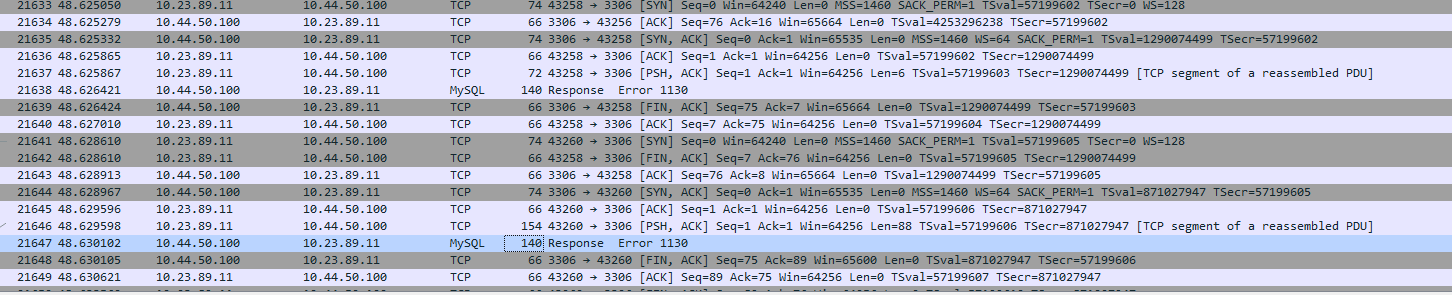 21633 48.625050 10.23.89.11 10.44.50.100 TCP 74 43258 → 3306 [SYN] Seq=0 Win=64240 Len=0 MSS=1460 SACK_PERM=1 TSval=57199602 TSecr=0 WS=128
21634 48.625279 10.44.50.100 10.23.89.11 TCP 66 3306 → 43256 [ACK] Seq=76 Ack=16 Win=65664 Len=0 TSval=4253296238 TSecr=57199602
21635 48.625332 10.44.50.100 10.23.89.11 TCP 74 3306 → 43258 [SYN, ACK] Seq=0 Ack=1 Win=65535 Len=0 MSS=1460 WS=64 SACK_PERM=1 TSval=1290074499 TSecr=57199602
21636 48.625865 10.23.89.11 10.44.50.100 TCP 66 43258 → 3306 [ACK] Seq=1 Ack=1 Win=64256 Len=0 TSval=57199602 TSecr=1290074499
21637 48.625867 10.23.89.11 10.44.50.100 TCP 72 43258 → 3306 [PSH, ACK] Seq=1 Ack=1 Win=64256 Len=6 TSval=57199603 TSecr=1290074499 [TCP segment of a reassembled PDU]
21638 48.626421 10.44.50.100 10.23.89.11 MySQL 140 Response Error 1130
21639 48.626424 10.44.50.100 10.23.89.11 TCP 66 3306 → 43258 [FIN, ACK] Seq=75 Ack=7 Win=65664 Len=0 TSval=1290074499 TSecr=57199603
21640 48.627010 10.23.89.11 10.44.50.100 TCP 66 43258 → 3306 [ACK] Seq=7 Ack=75 Win=64256 Len=0 TSval=57199604 TSecr=1290074499
21641 48.628610 10.23.89.11 10.44.50.100 TCP 74 43260 → 3306 [SYN] Seq=0 Win=64240 Len=0 MSS=1460 SACK_PERM=1 TSval=57199605 TSecr=0 WS=128
21642 48.628610 10.23.89.11 10.44.50.100 TCP 66 43258 → 3306 [FIN, ACK] Seq=7 Ack=76 Win=64256 Len=0 TSval=57199605 TSecr=1290074499
21643 48.628913 10.44.50.100 10.23.89.11 TCP 66 3306 → 43258 [ACK] Seq=76 Ack=8 Win=65664 Len=0 TSval=1290074499 TSecr=57199605
21644 48.628967 10.44.50.100 10.23.89.11 TCP 74 3306 → 43260 [SYN, ACK] Seq=0 Ack=1 Win=65535 Len=0 MSS=1460 WS=64 SACK_PERM=1 TSval=871027947 TSecr=57199605
21645 48.629596 10.23.89.11 10.44.50.100 TCP 66 43260 → 3306 [ACK] Seq=1 Ack=1 Win=64256 Len=0 TSval=57199606 TSecr=871027947
21646 48.629598 10.23.89.11 10.44.50.100 TCP 154 43260 → 3306 [PSH, ACK] Seq=1 Ack=1 Win=64256 Len=88 TSval=57199606 TSecr=871027947 [TCP segment of a reassembled PDU]
21647 48.630102 10.44.50.100 10.23.89.11 MySQL 140 Response Error 1130
21648 48.630105 10.44.50.100 10.23.89.11 TCP 66 3306 → 43260 [FIN, ACK] Seq=75 Ack=89 Win=65600 Len=0 TSval=871027947 TSecr=57199606
21649 48.630621 10.23.89.11 10.44.50.100 TCP 66 43260 → 3306 [ACK] Seq=89 Ack=75 Win=64256 Len=0 TSval=57199607 TSecr=871027947